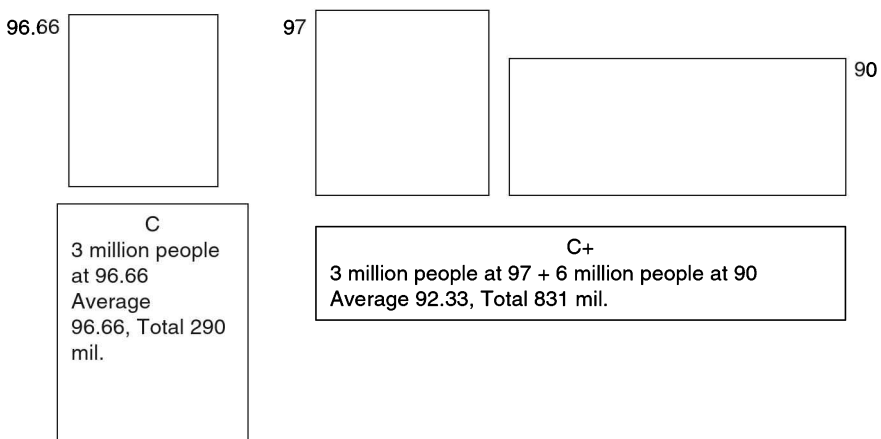 96.66
97
90
C
3 million people
at 96.66
Average
96.66, Total 290
mil.
C+
3 million people at 97 + 6 million people at 90
Average 92.33, Total 831 mil.